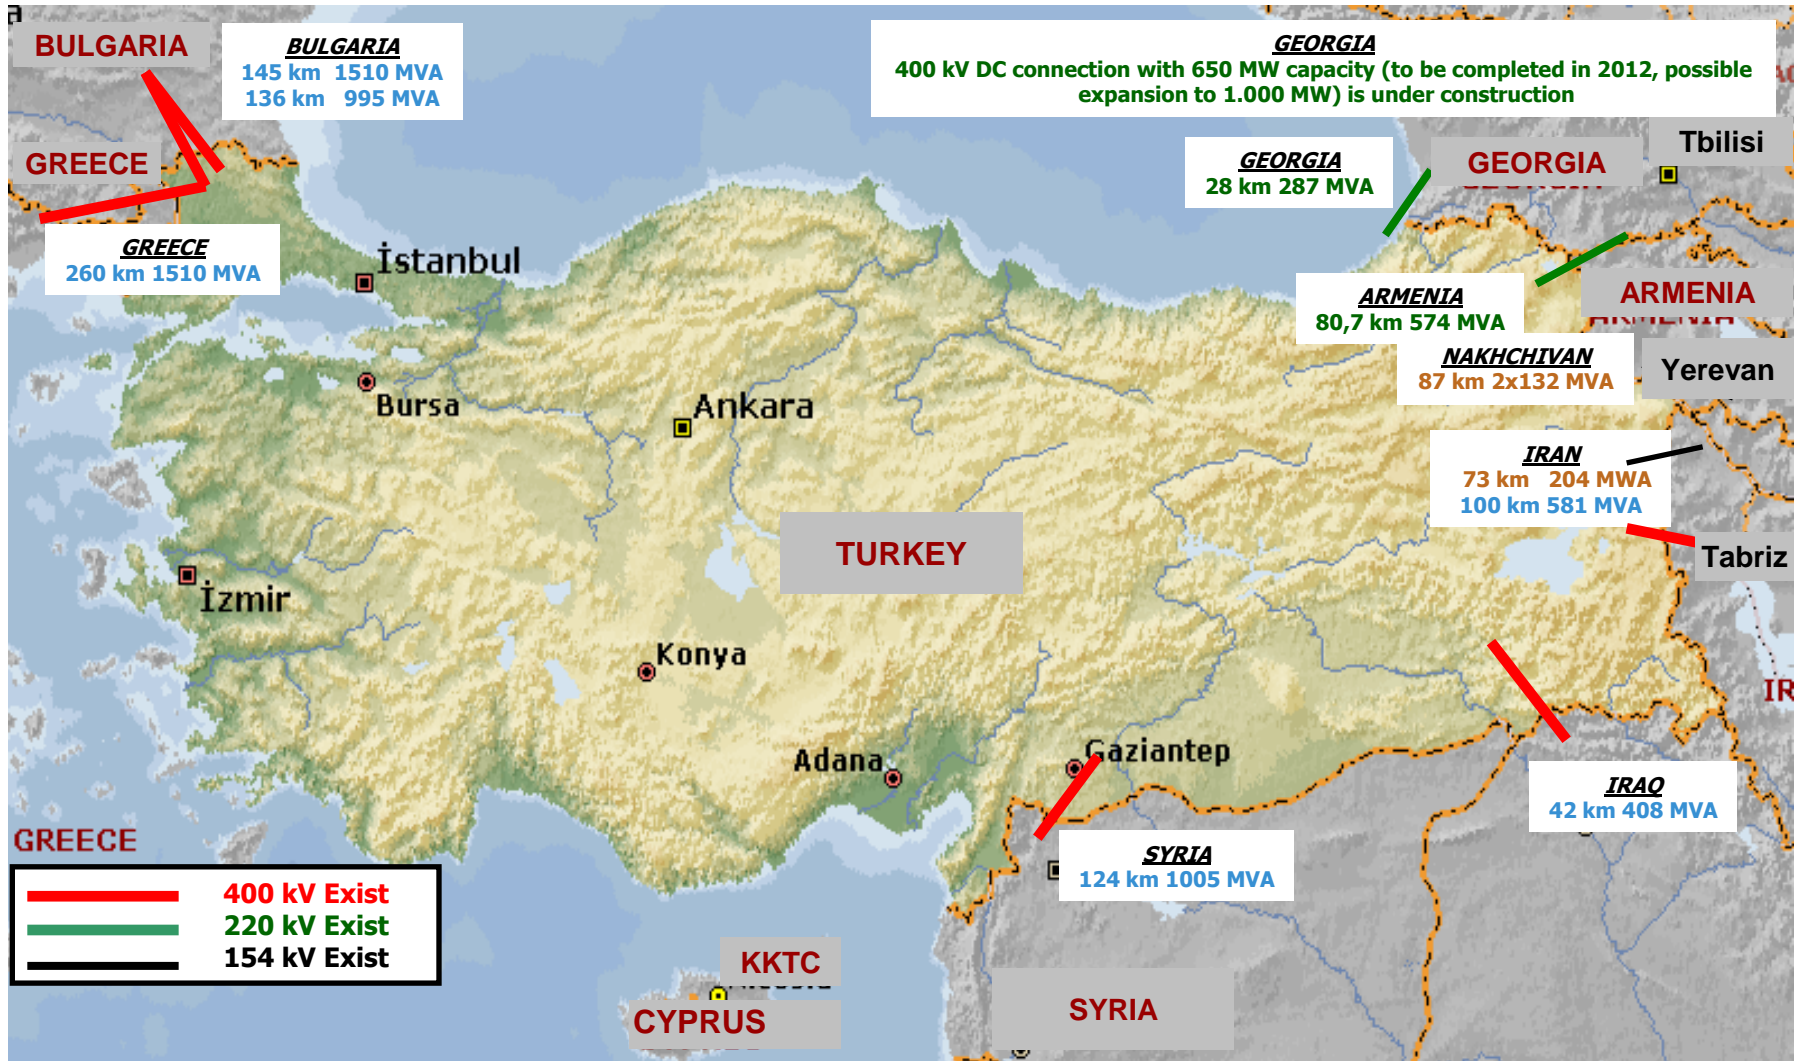 BULGARIA
BULGARIA
145 km 1510 MVA
136 km 995 MVA
GEORGIA
400 kV DC connection with 650 MW capacity (to be completed in 2012, possible
expansion to 1.000 MW) is under construction
GREECE
GEORGIA
28 km 287 MVA
GEORGIA
Tbilisi
GREECE
260 km 1510 MVA
İstanbul
ARMENIA
80,7 km 574 MVA
ARMENIA
ARMENIA
NAKHCHIVAN
87 km 2x132 MVA
Yerevan
Bursa
Ankara
IRAN
73 km 204 MWA
100 km 581 MVA
TURKEY
Tabriz
İzmir
Konya
IR
Adana
Gaziantep
IRAQ
42 km 408 MVA
GREECE
SYRIA
124 km 1005 MVA
400 kV Exist
220 kV Exist
154 kV Exist
KKTC
CYPRUS
SYRIA